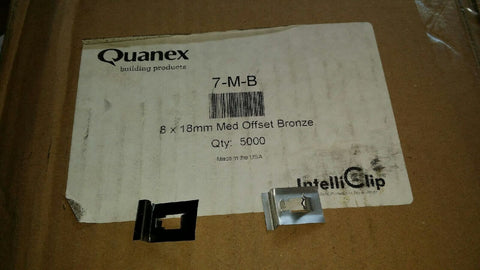 Quanex
building products
7-M-B
8 x 18mm Med Offset Bronze
Qty: 5000
Made in the USA
IntelliClip